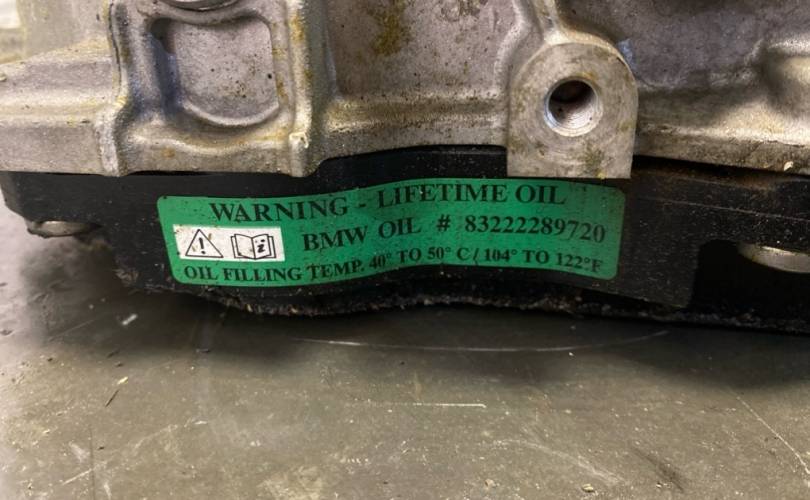 WARNING - LIFETIME OIL
BMW OIL # 83222289720
OIL FILLING TEMP. 40° TO 50° C / 104° TO 122°F